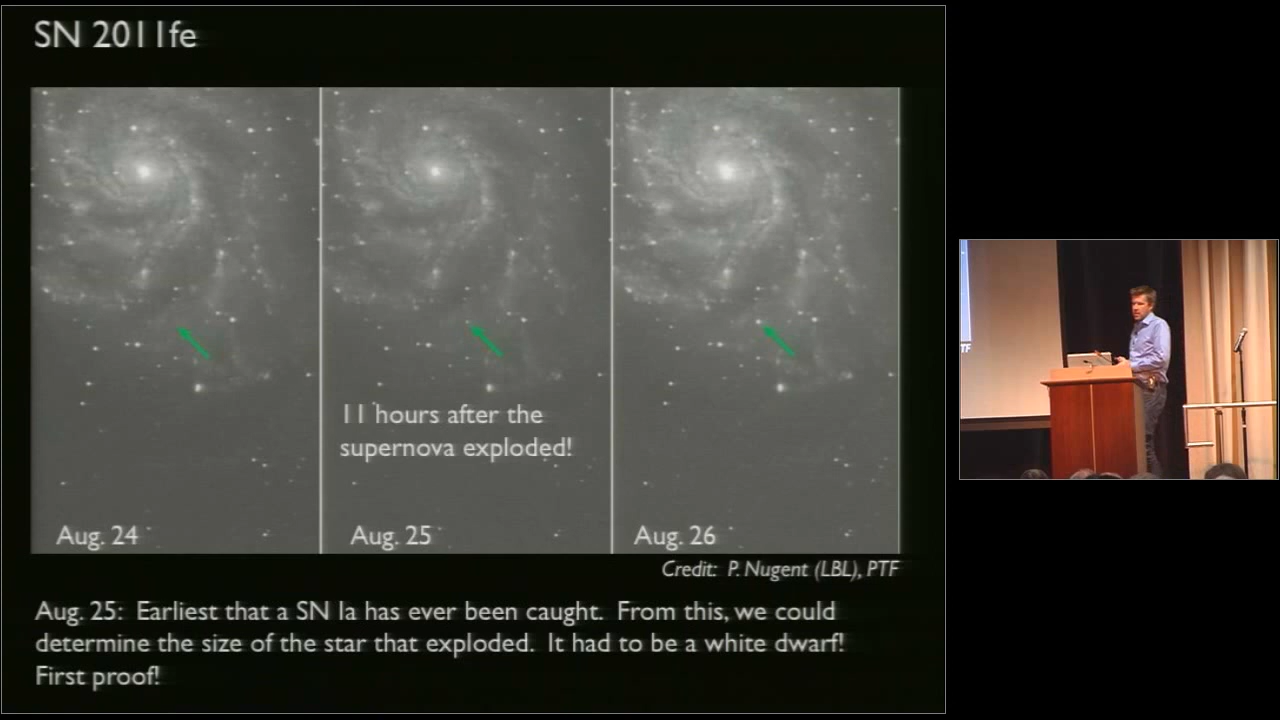 SN 2011fe
11 hours after the
supernova exploded!
Aug. 24
Aug. 25
Aug. 26
Credit: P. Nugent (LBL), PTF
Aug. 25: Earliest that a SN Ia has ever been caught. From this, we could
determine the size of the star that exploded. It had to be a white dwarf!
First proof!
TF